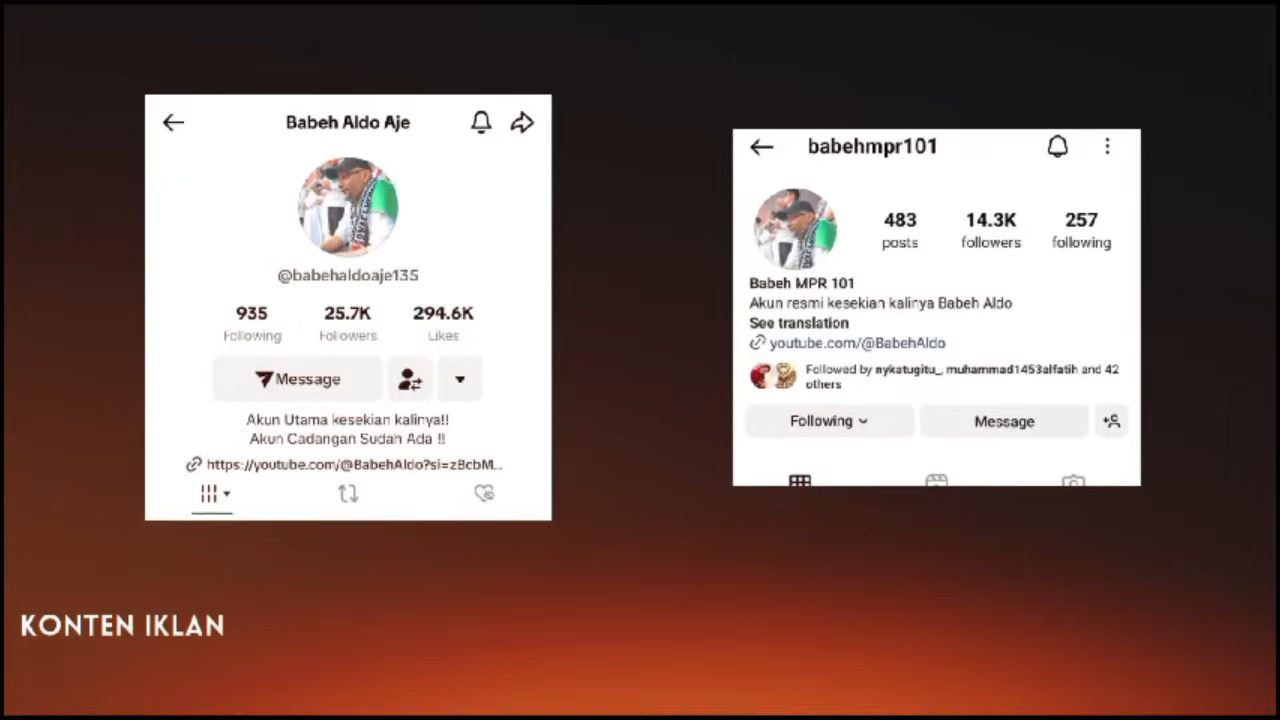 Babeh Aldo Aje
@babehaldoaje135
935 25.7K 294.6K
Following Followers Likes
Message
Akun Utama kesekian kalinya!!
Akun Cadangan Sudah Ada !!
https://youtube.com/@BabehAldo?si=zBcbM...
babehmpr101
483 14.3K 257
posts followers following
Babeh MPR 101
Akun resmi kesekian kalinya Babeh Aldo
See translation
youtube.com/@BabehAldo
Followed by nykatugitu_, muhammad1453alfatih and 42
others
Following Message
KONTEN IKLAN